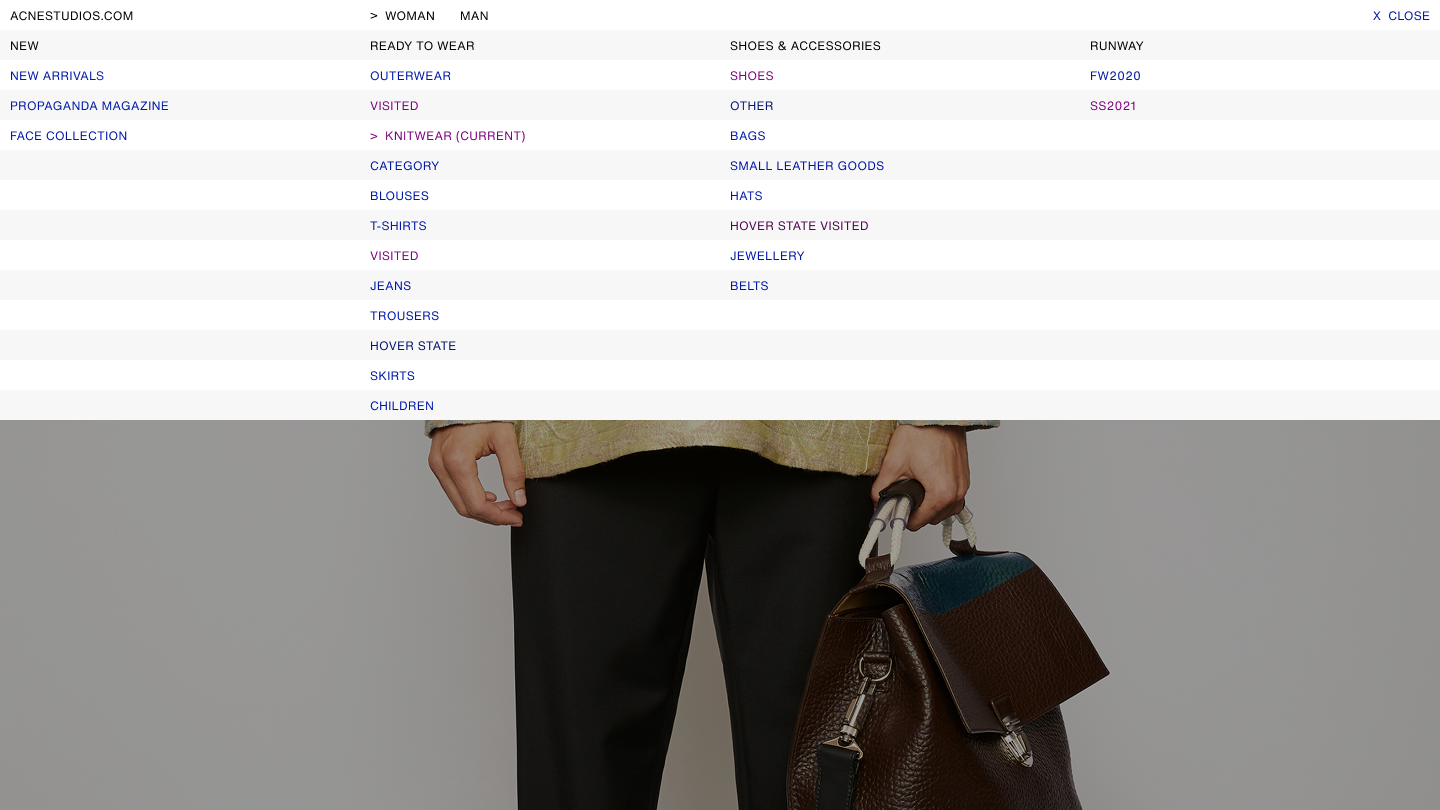 ACNESTUDIOS.COM > WOMAN MAN X CLOSE
NEW READY TO WEAR SHOES & ACCESSORIES RUNWAY
NEW ARRIVALS OUTERWEAR SHOES FW2020
PROPAGANDA MAGAZINE VISITED OTHER SS2021
FACE COLLECTION > KNITWEAR (CURRENT) BAGS
CATEGORY SMALL LEATHER GOODS
BLOUSES HATS
T-SHIRTS HOVER STATE VISITED
VISITED JEWELLERY
JEANS BELTS
TROUSERS
HOVER STATE
SKIRTS
CHILDREN